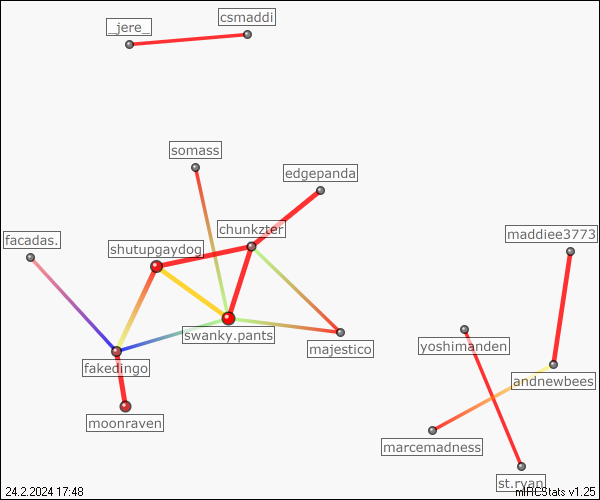 csmaddi
_jere_
somass
edgepanda
chunkzter
maddiee3773
facadas.
shutupgaydog
swanky.pants
yoshimanden
majestico
fakedingo
andnewbees
moonraven
marcemadness
st.ryan
24.2.2024 17:48
mIRCStats v1.25